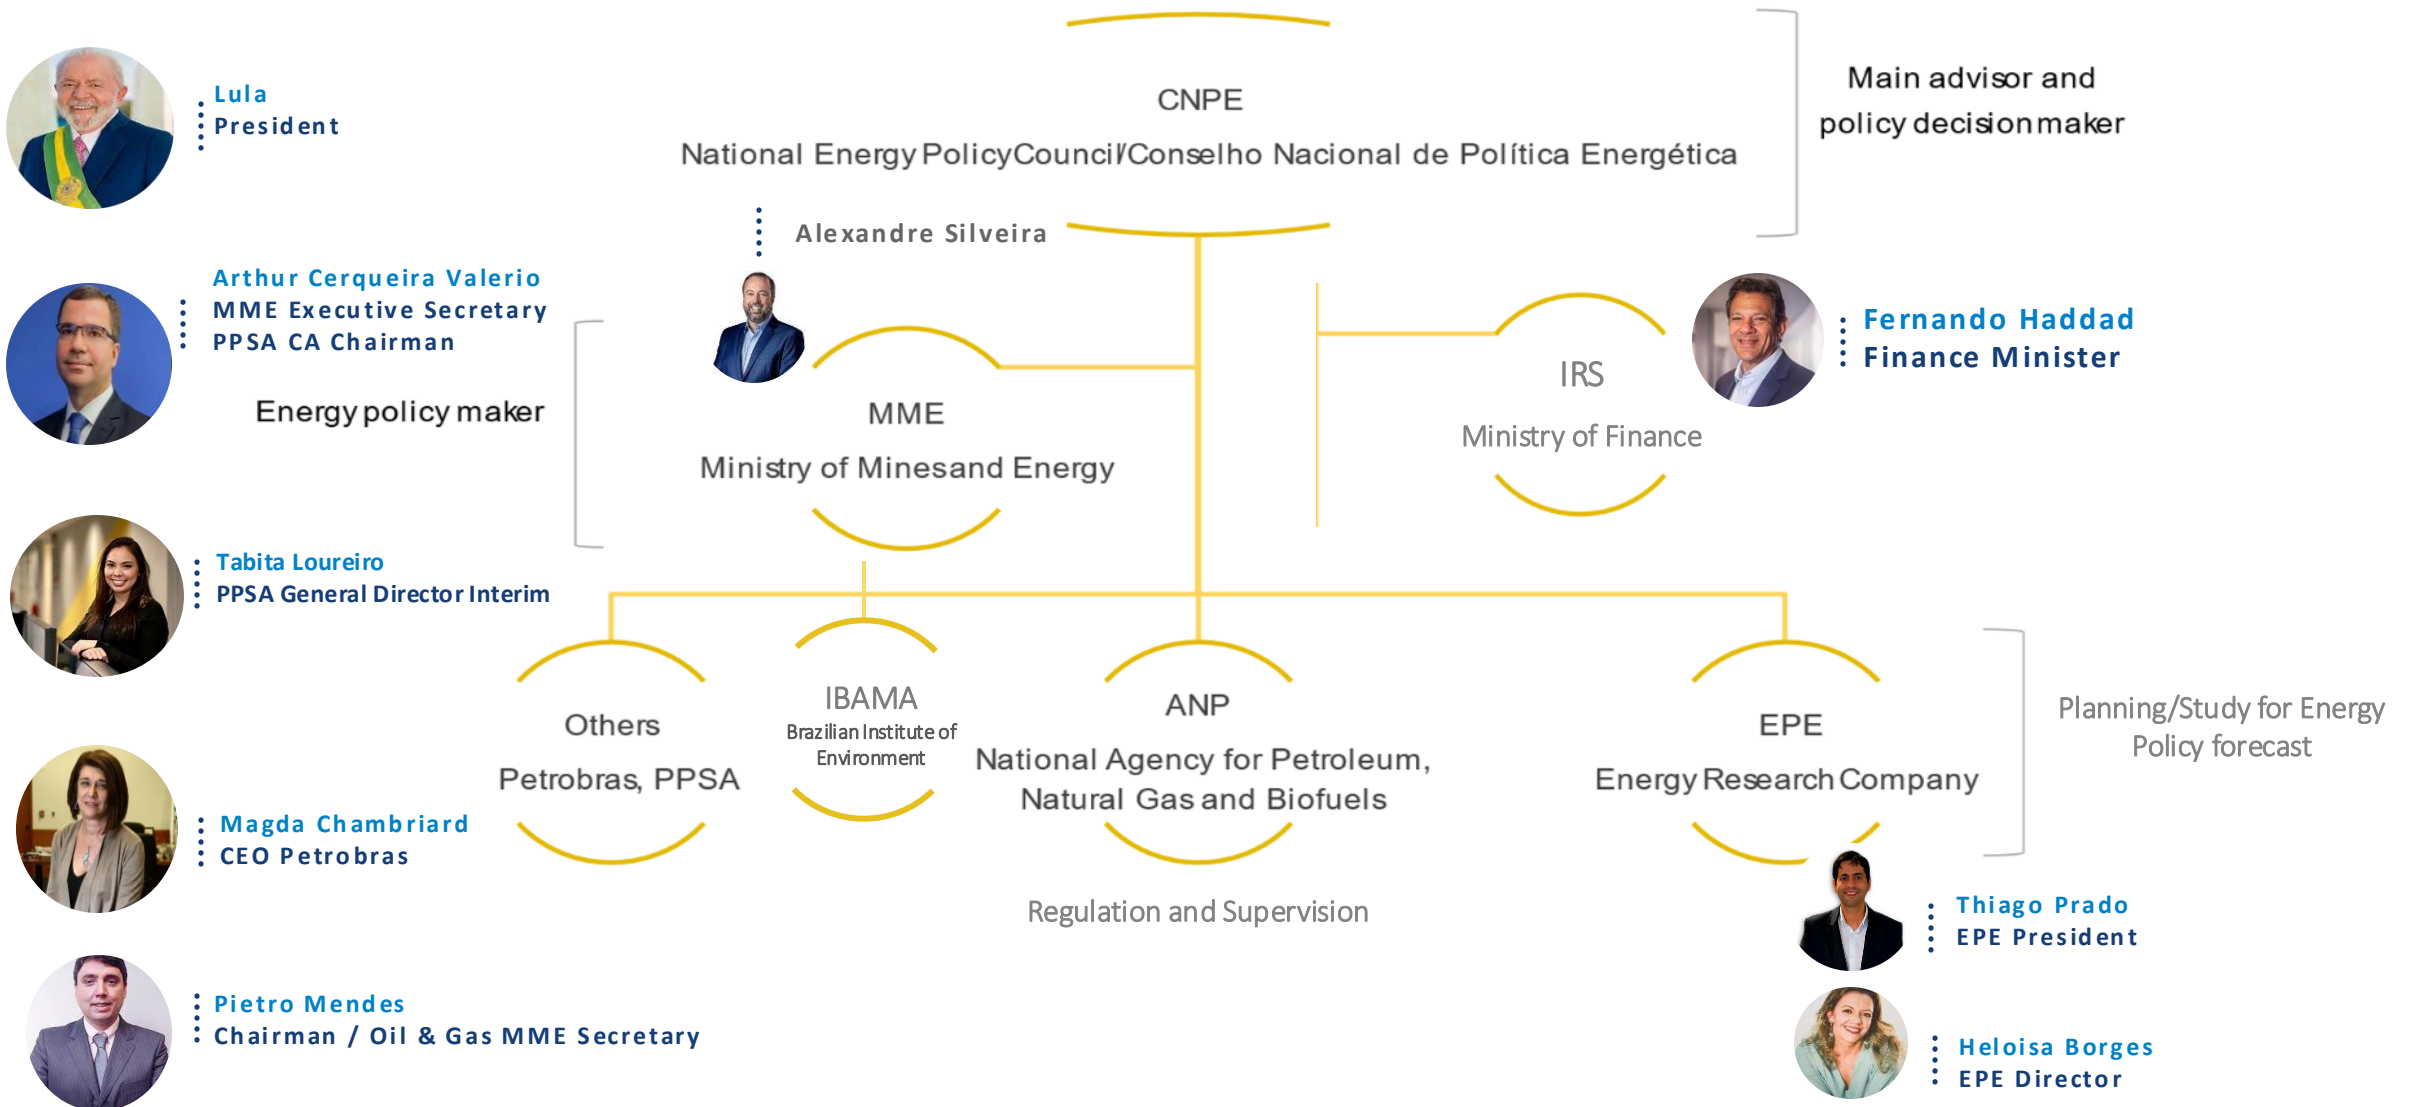 Lula
President
CNPE
National Energy Policy Council/Conselho Nacional de Política Energética
Main advisor and
policy decision maker
Alexandre Silveira
Arthur Cerqueira Valerio
MME Executive Secretary
PPSA CA Chairman
Energy policy maker
MME
Ministry of Mines and Energy
IRS
Ministry of Finance
Fernando Haddad
Finance Minister
Tabita Loureiro
PPSA General Director Interim
Others
Petrobras, PPSA
IBAMA
Brazilian Institute of
Environment
ANP
National Agency for Petroleum,
Natural Gas and Biofuels
Regulation and Supervision
EPE
Energy Research Company
Planning/Study for Energy
Policy forecast
Magda Chambriard
CEO Petrobras
Thiago Prado
EPE President
Pietro Mendes
Chairman / Oil & Gas MME Secretary
Heloisa Borges
EPE Director